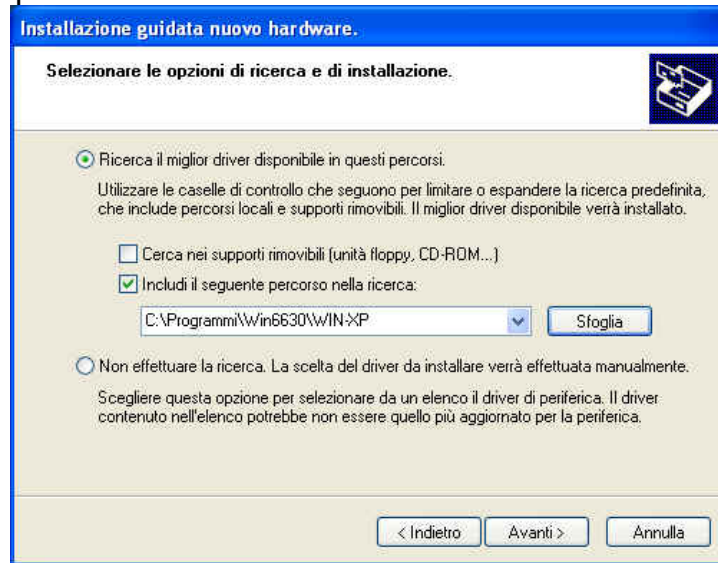 Installazione guidata nuovo hardware.
Selezionare le opzioni di ricerca e di installazione.
Ricerca il miglior driver disponibile in questi percorsi.
Utilizzare le caselle di controllo che seguono per limitare o espandere la ricerca predefinita,
che include percorsi locali e supporti rimovibili. Il miglior driver disponibile verrà installato.
Cerca nei supporti rimovibili (unità floppy, CD-ROM...)
Includi il seguente percorso nella ricerca:
C:\Programmi\Win6630\WIN-XP
Sfoglia
Non effettuare la ricerca. La scelta del driver da installare verrà effettuata manualmente.
Scegliere questa opzione per selezionare da un elenco il driver di periferica. Il driver
contenuto nell'elenco potrebbe non essere quello più aggiornato per la periferica.
< Indietro Avanti > Annulla